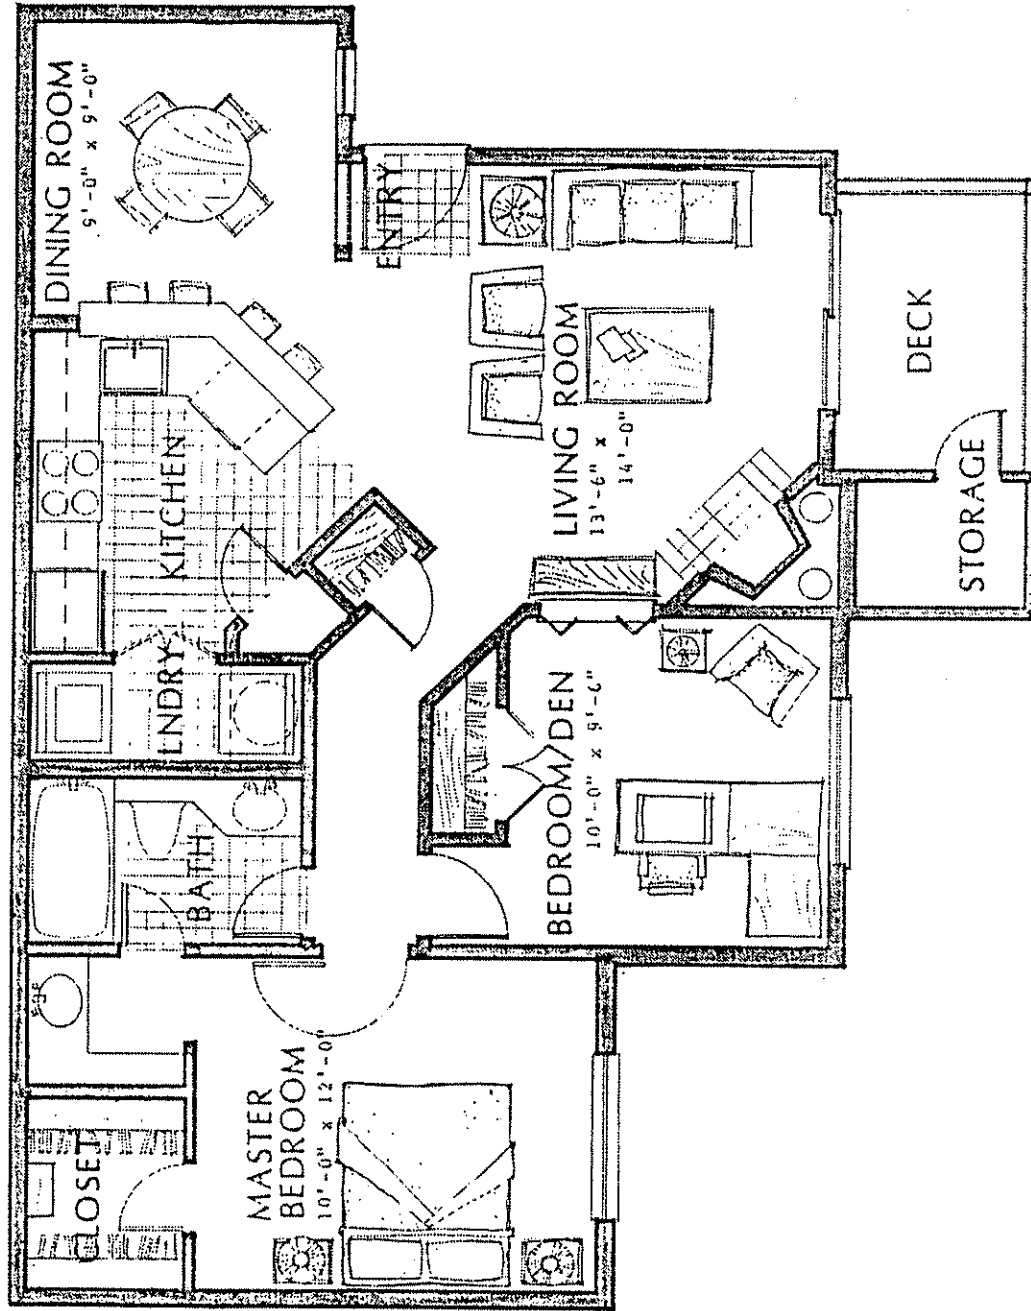 DINING ROOM
9'-0" x 9'-0"
ENTRY
KITCHEN
LIVING ROOM
13'-6" x
14'-0"
DECK
STORAGE
LNDRY
BEDROOM/DEN
10'-0" x 9'-6"
BATH
MASTER
BEDROOM
10'-0" x 12'-0"
CLOSET